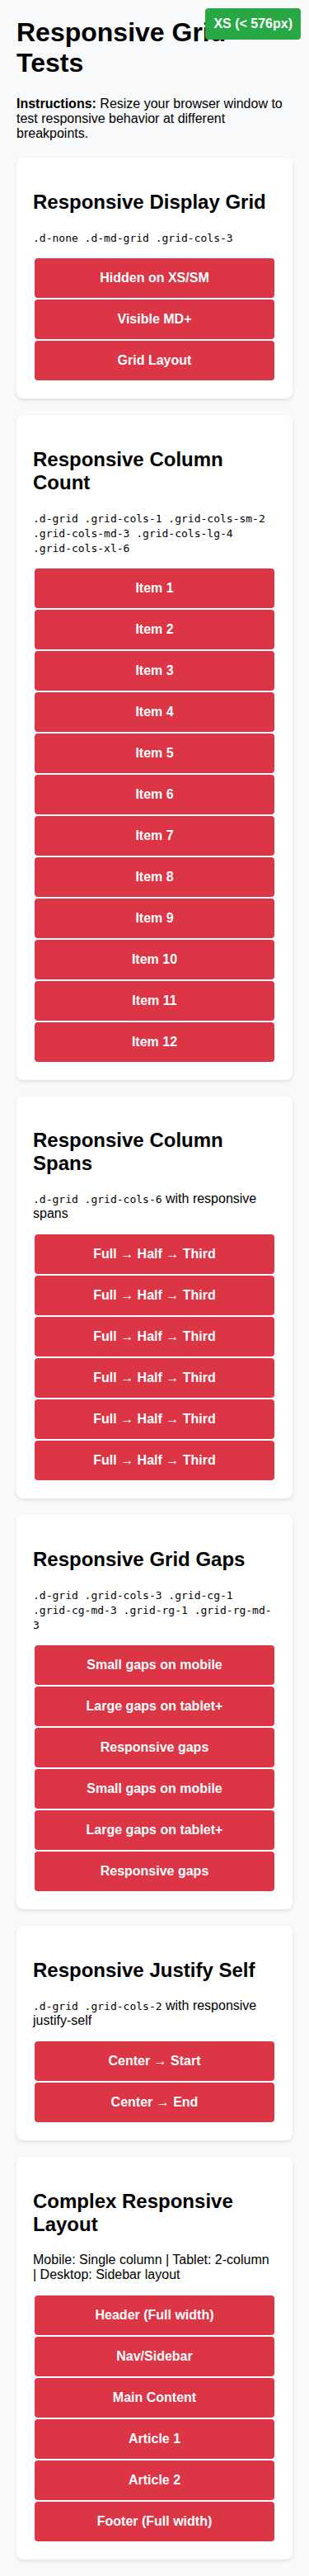 Responsive Grid
Tests
XS (< 576px)
Instructions: Resize your browser window to
test responsive behavior at different
breakpoints.
Responsive Display Grid
.d-none .d-md-grid .grid-cols-3
Hidden on XS/SM
Visible MD+
Grid Layout
Responsive Column
Count
.d-grid .grid-cols-1 .grid-cols-sm-2
.grid-cols-md-3 .grid-cols-lg-4
.grid-cols-xl-6
Item 1
Item 2
Item 3
Item 4
Item 5
Item 6
Item 7
Item 8
Item 9
Item 10
Item 11
Item 12
Responsive Column
Spans
.d-grid .grid-cols-6 with responsive
spans
Full → Half → Third
Full → Half → Third
Full → Half → Third
Full → Half → Third
Full → Half → Third
Full → Half → Third
Responsive Grid Gaps
.d-grid .grid-cols-3 .grid-cg-1
.grid-cg-md-3 .grid-rg-1 .grid-rg-md-
3
Small gaps on mobile
Large gaps on tablet+
Responsive gaps
Small gaps on mobile
Large gaps on tablet+
Responsive gaps
Responsive Justify Self
.d-grid .grid-cols-2 with responsive
justify-self
Center → Start
Center → End
Complex Responsive
Layout
Mobile: Single column | Tablet: 2-column
| Desktop: Sidebar layout
Header (Full width)
Nav/Sidebar
Main Content
Article 1
Article 2
Footer (Full width)